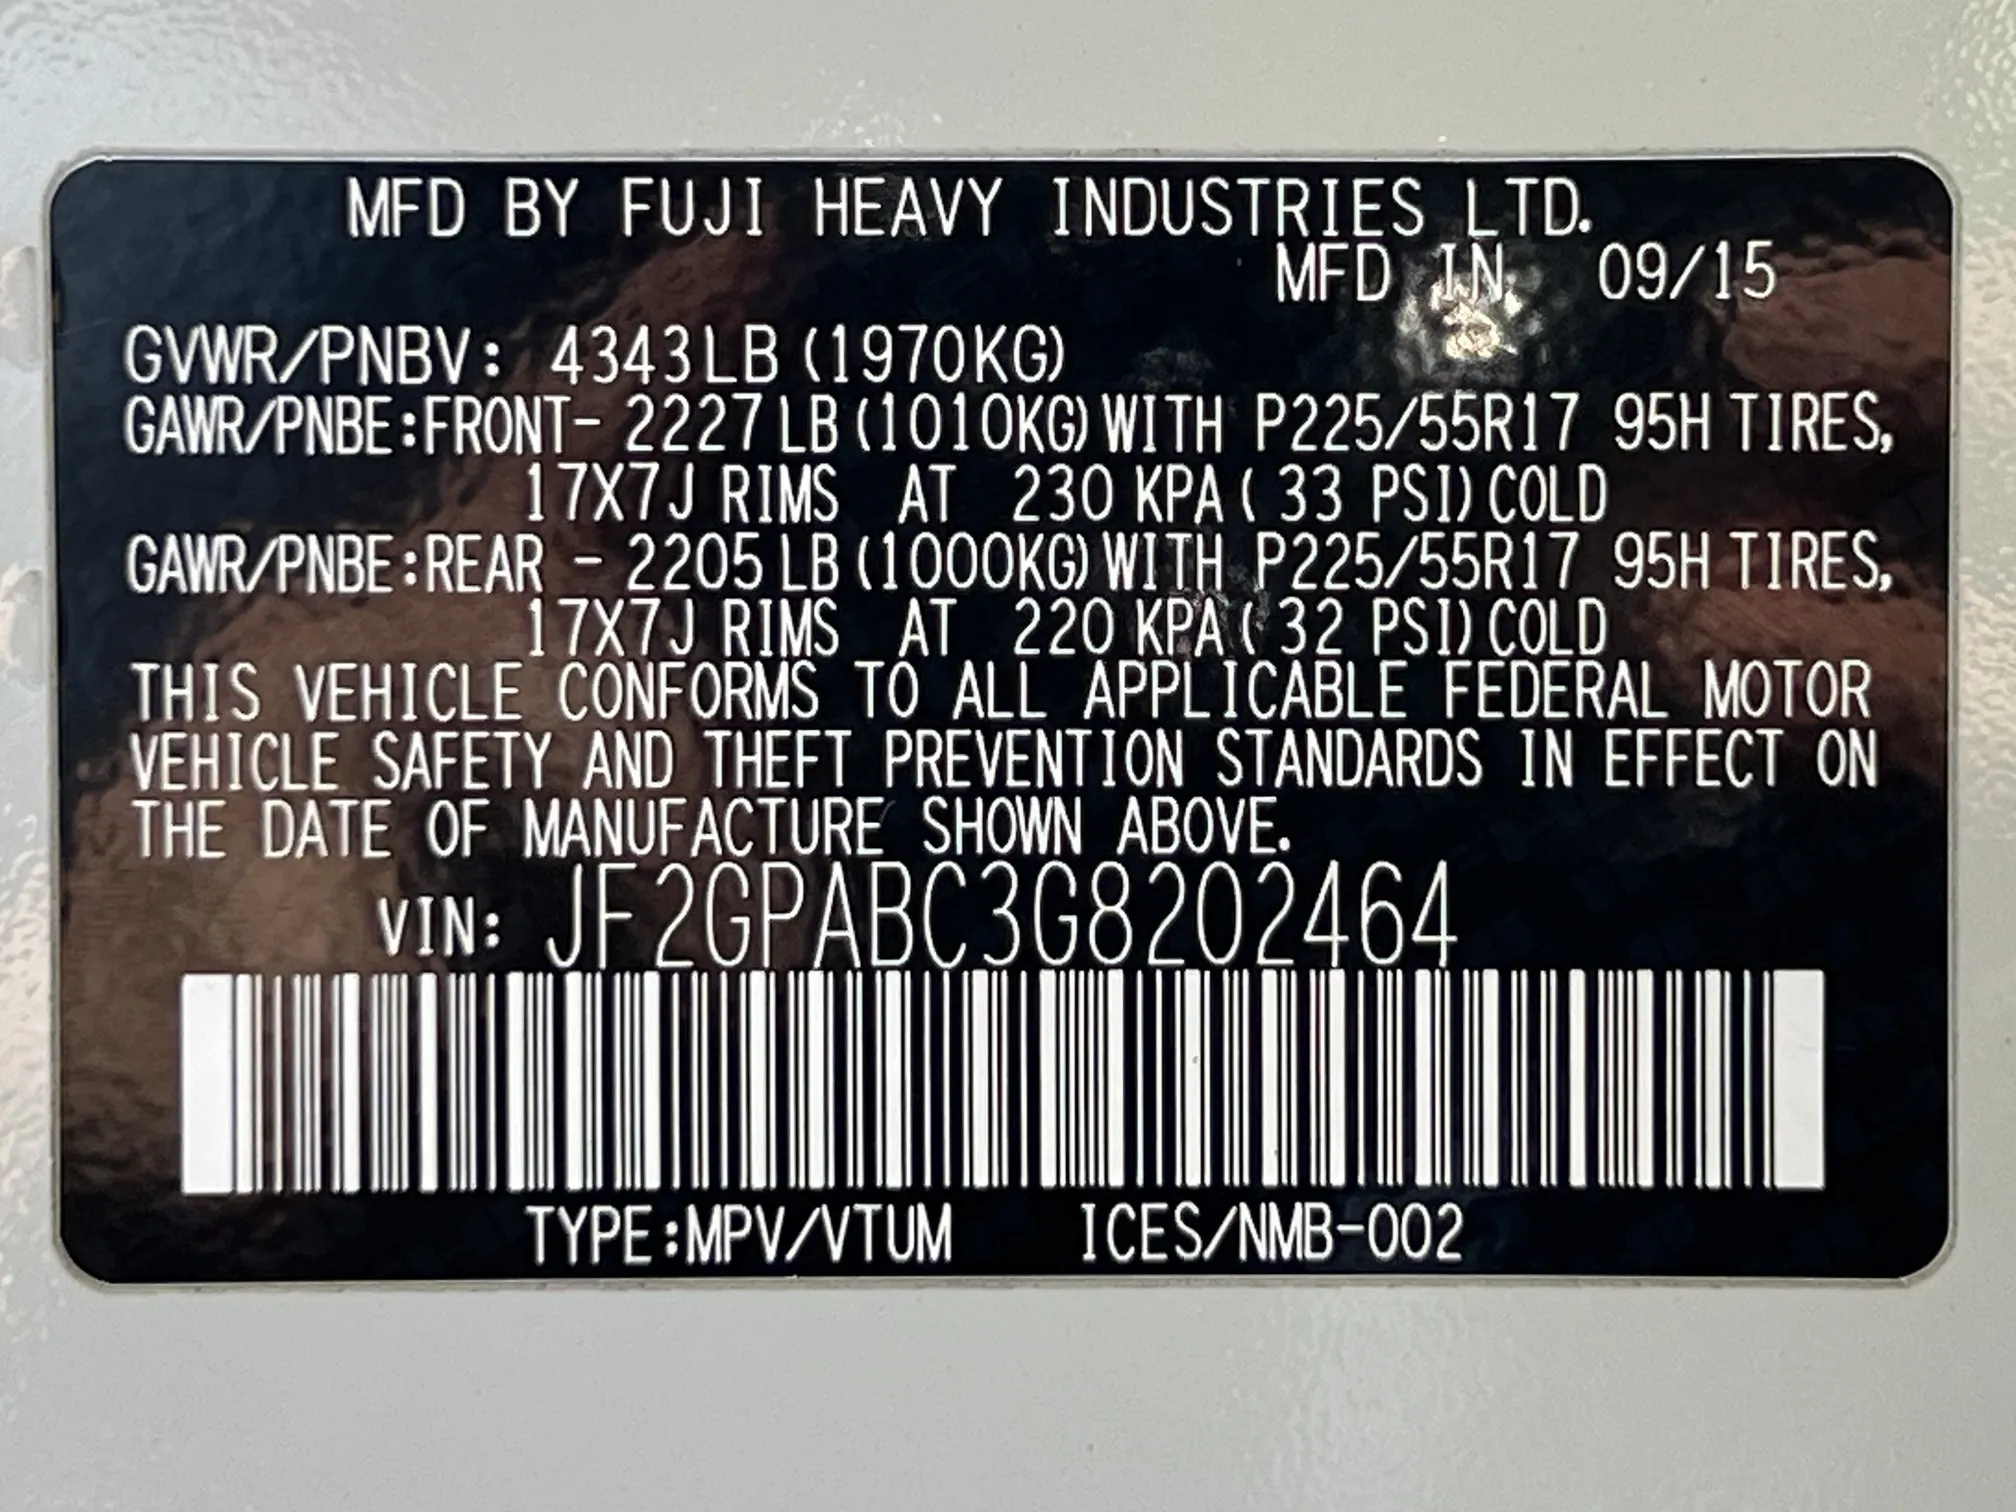 MFD BY FUJI HEAVY INDUSTRIES LTD.
MFD IN 09/15
GVWR/PNBV: 4343LB (1970KG)
GAWR/PNBE:FRONT- 2227LB(1010KG)WITH P225/55R17 95H TIRES,
17X7J RIMS AT 230 KPA( 33 PSI)COLD
GAWR/PNBE:REAR - 2205LB(1000KG)WITH P225/55R17 95H TIRES,
17X7J RIMS AT 220 KPA( 32 PSI)COLD
THIS VEHICLE CONFORMS TO ALL APPLICABLE FEDERAL MOTOR
VEHICLE SAFETY AND THEFT PREVENTION STANDARDS IN EFFECT ON
THE DATE OF MANUFACTURE SHOWN ABOVE.
VIN: JF2GPABC3G8202464
TYPE:MPV/VTUM ICES/NMB-002